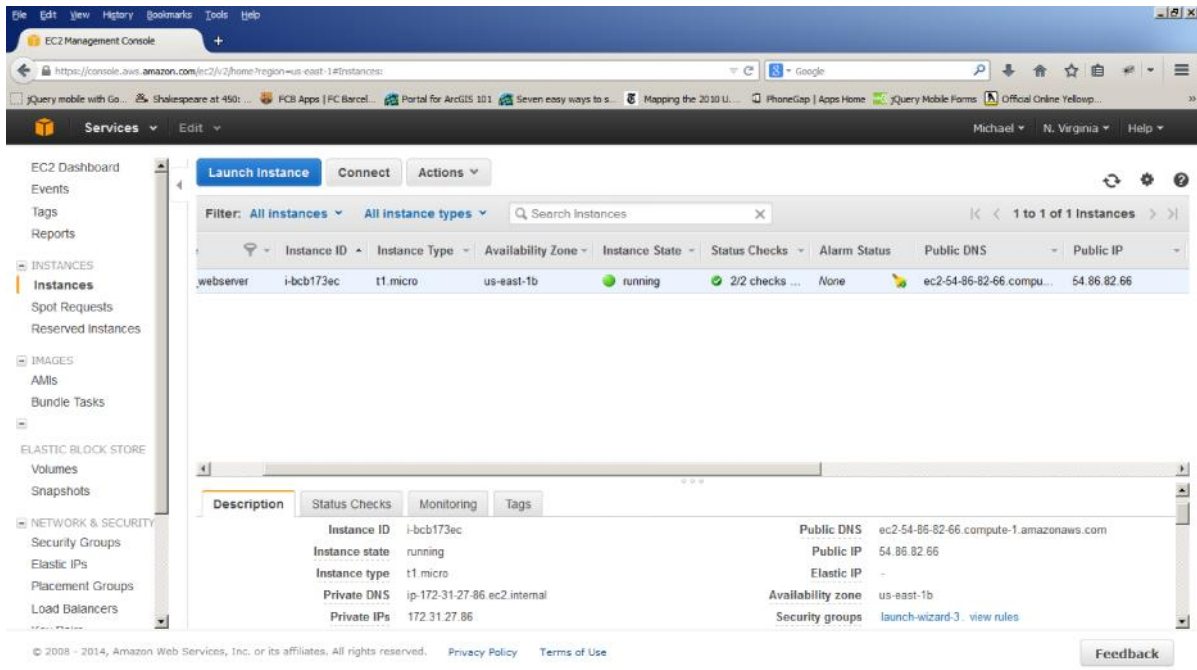 File Edit View History Bookmarks Tools Help
EC2 Management Console +
https://console.aws.amazon.com/ec2/v2/home?region=us-east-1#Instances: Google
jQuery mobile with Go... Shakespeare at 450: ... FCB Apps | FC Barcel... Portal for ArcGIS 101 Seven easy ways to s... Mapping the 2010 U.... PhoneGap | Apps Home jQuery Mobile Forms Official Online Yellowp... »
Services Edit Michael N. Virginia Help
EC2 Dashboard
Events
Tags
Reports
INSTANCES
Instances
Spot Requests
Reserved Instances
IMAGES
AMIs
Bundle Tasks
ELASTIC BLOCK STORE
Volumes
Snapshots
NETWORK & SECURITY
Security Groups
Elastic IPs
Placement Groups
Load Balancers
Launch Instance Connect Actions
Filter: All instances All instance types Search Instances 1 to 1 of 1 Instances
Instance ID Instance Type Availability Zone Instance State Status Checks Alarm Status Public DNS Public IP
_webserver i-bcb173ec t1.micro us-east-1b running 2/2 checks ... None ec2-54-86-82-66.compu... 54.86.82.66
Description Status Checks Monitoring Tags
Instance ID i-bcb173ec Public DNS ec2-54-86-82-66.compute-1.amazonaws.com
Instance state running Public IP 54.86.82.66
Instance type t1.micro Elastic IP -
Private DNS ip-172-31-27-86.ec2.internal Availability zone us-east-1b
Private IPs 172.31.27.86 Security groups launch-wizard-3. view rules
© 2008 - 2014, Amazon Web Services, Inc. or its affiliates. All rights reserved. Privacy Policy Terms of Use Feedback